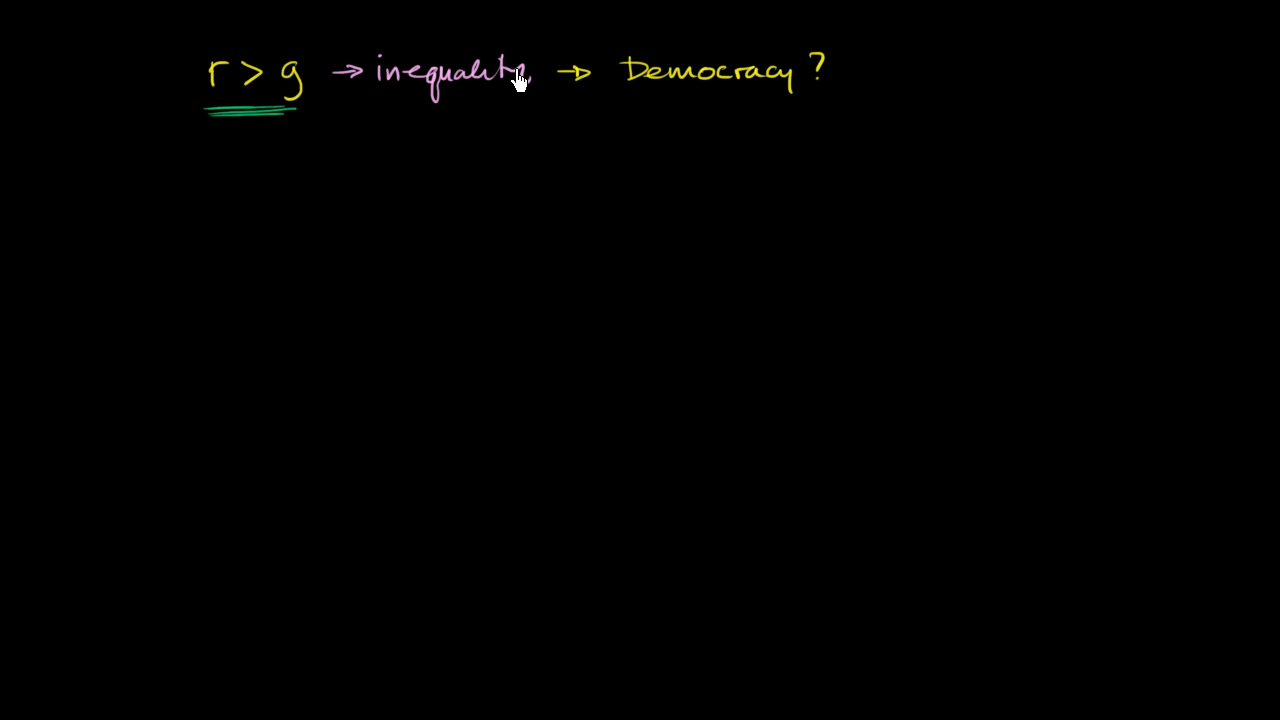 r > g → inequality → Democracy ?